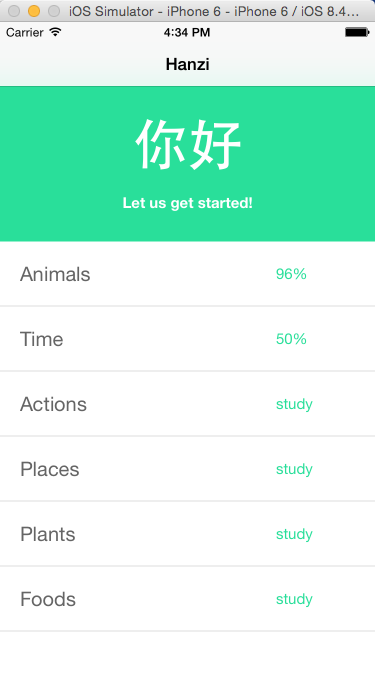 iOS Simulator - iPhone 6 - iPhone 6 / iOS 8.4…
Carrier 4:34 PM
Hanzi
你好
Let us get started!
Animals 96%
Time 50%
Actions study
Places study
Plants study
Foods study